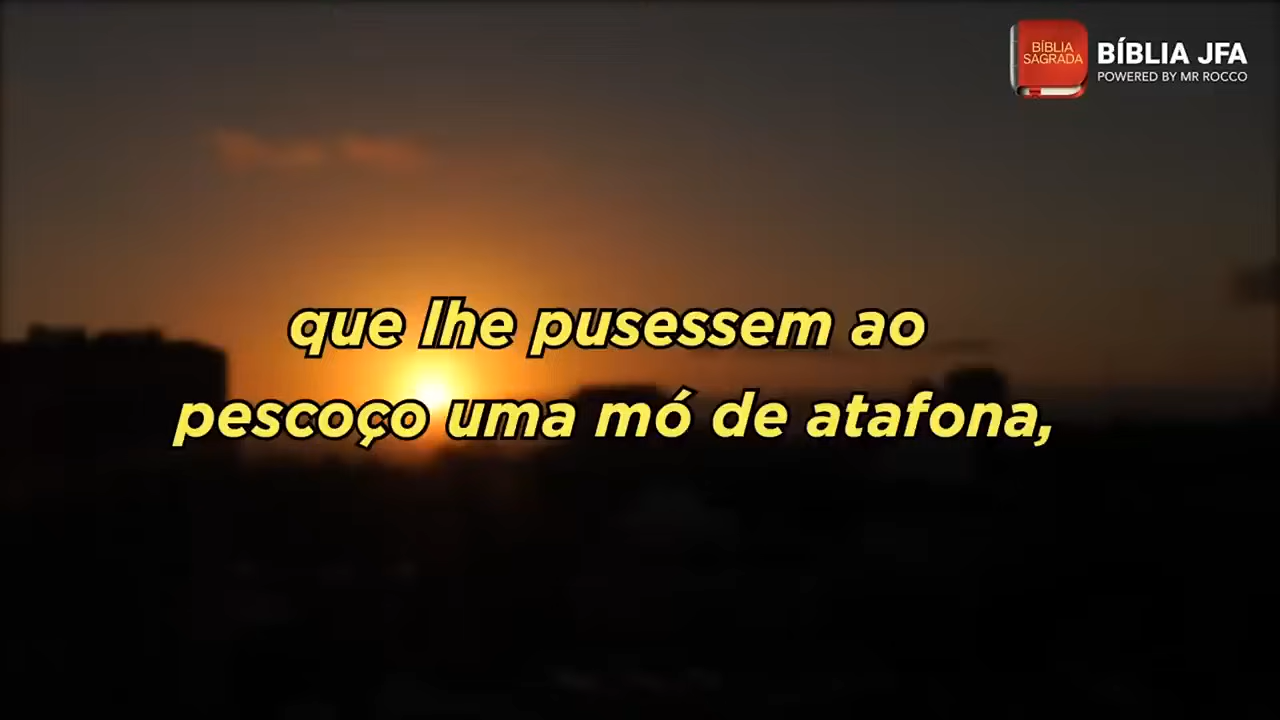 BÍBLIA
SAGRADA
BÍBLIA JFA
POWERED BY MR ROCCO
que lhe pusessem ao
pescoço uma mó de atafona,